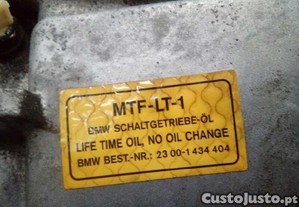 MTF-LT-1
BMW SCHALTGETRIEBE-ÖL
LIFE TIME OIL, NO OIL CHANGE
BMW BEST.-NR.: 23 00-1 434 404
CustoJusto.pt